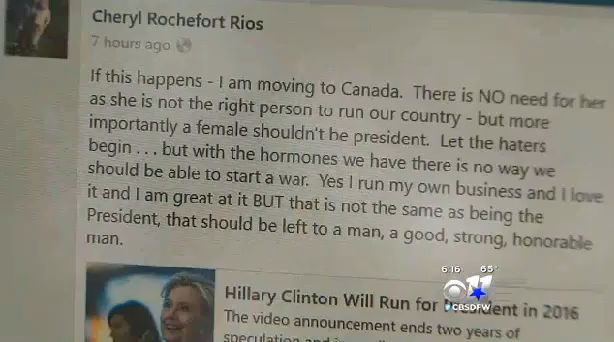 Cheryl Rochefort Rios
7 hours ago
If this happens - I am moving to Canada. There is NO need for her
as she is not the right person to run our country - but more
importantly a female shouldn't be president. Let the haters
begin . . . but with the hormones we have there is no way we
should be able to start a war. Yes I run my own business and I love
it and I am great at it BUT that is not the same as being the
President, that should be left to a man, a good, strong, honorable
man.
6:16 65°
CBSDFW
Hillary Clinton Will Run for President in 2016
The video announcement ends two years of
speculation and